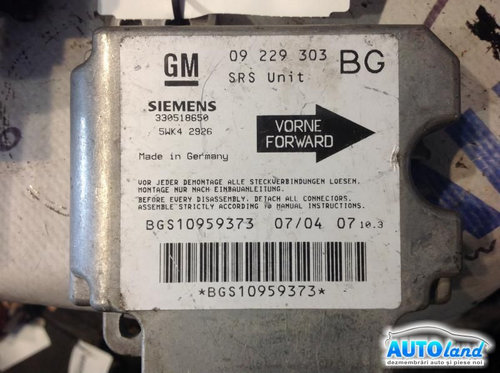 GM
09 229 303 BG
SRS Unit
SIEMENS
330518650
5WK4 2926
VORNE
FORWARD
Made in Germany
VOR JEDER DEMONTAGE ALLE STECKVERBINDUNGEN LOESEN.
MONTAGE NUR NACH EINBAUANLEITUNG.
BEFORE EVERY DISASSEMBLY, DETACH ALL CONNECTORS.
ASSEMBLE STRICTLY ACCORDING TO MANUAL INSTRUCTIONS.
BGS10959373 07/04 07 10.3
*BGS10959373*
AUTOland
dezmembrări auto și piese noi